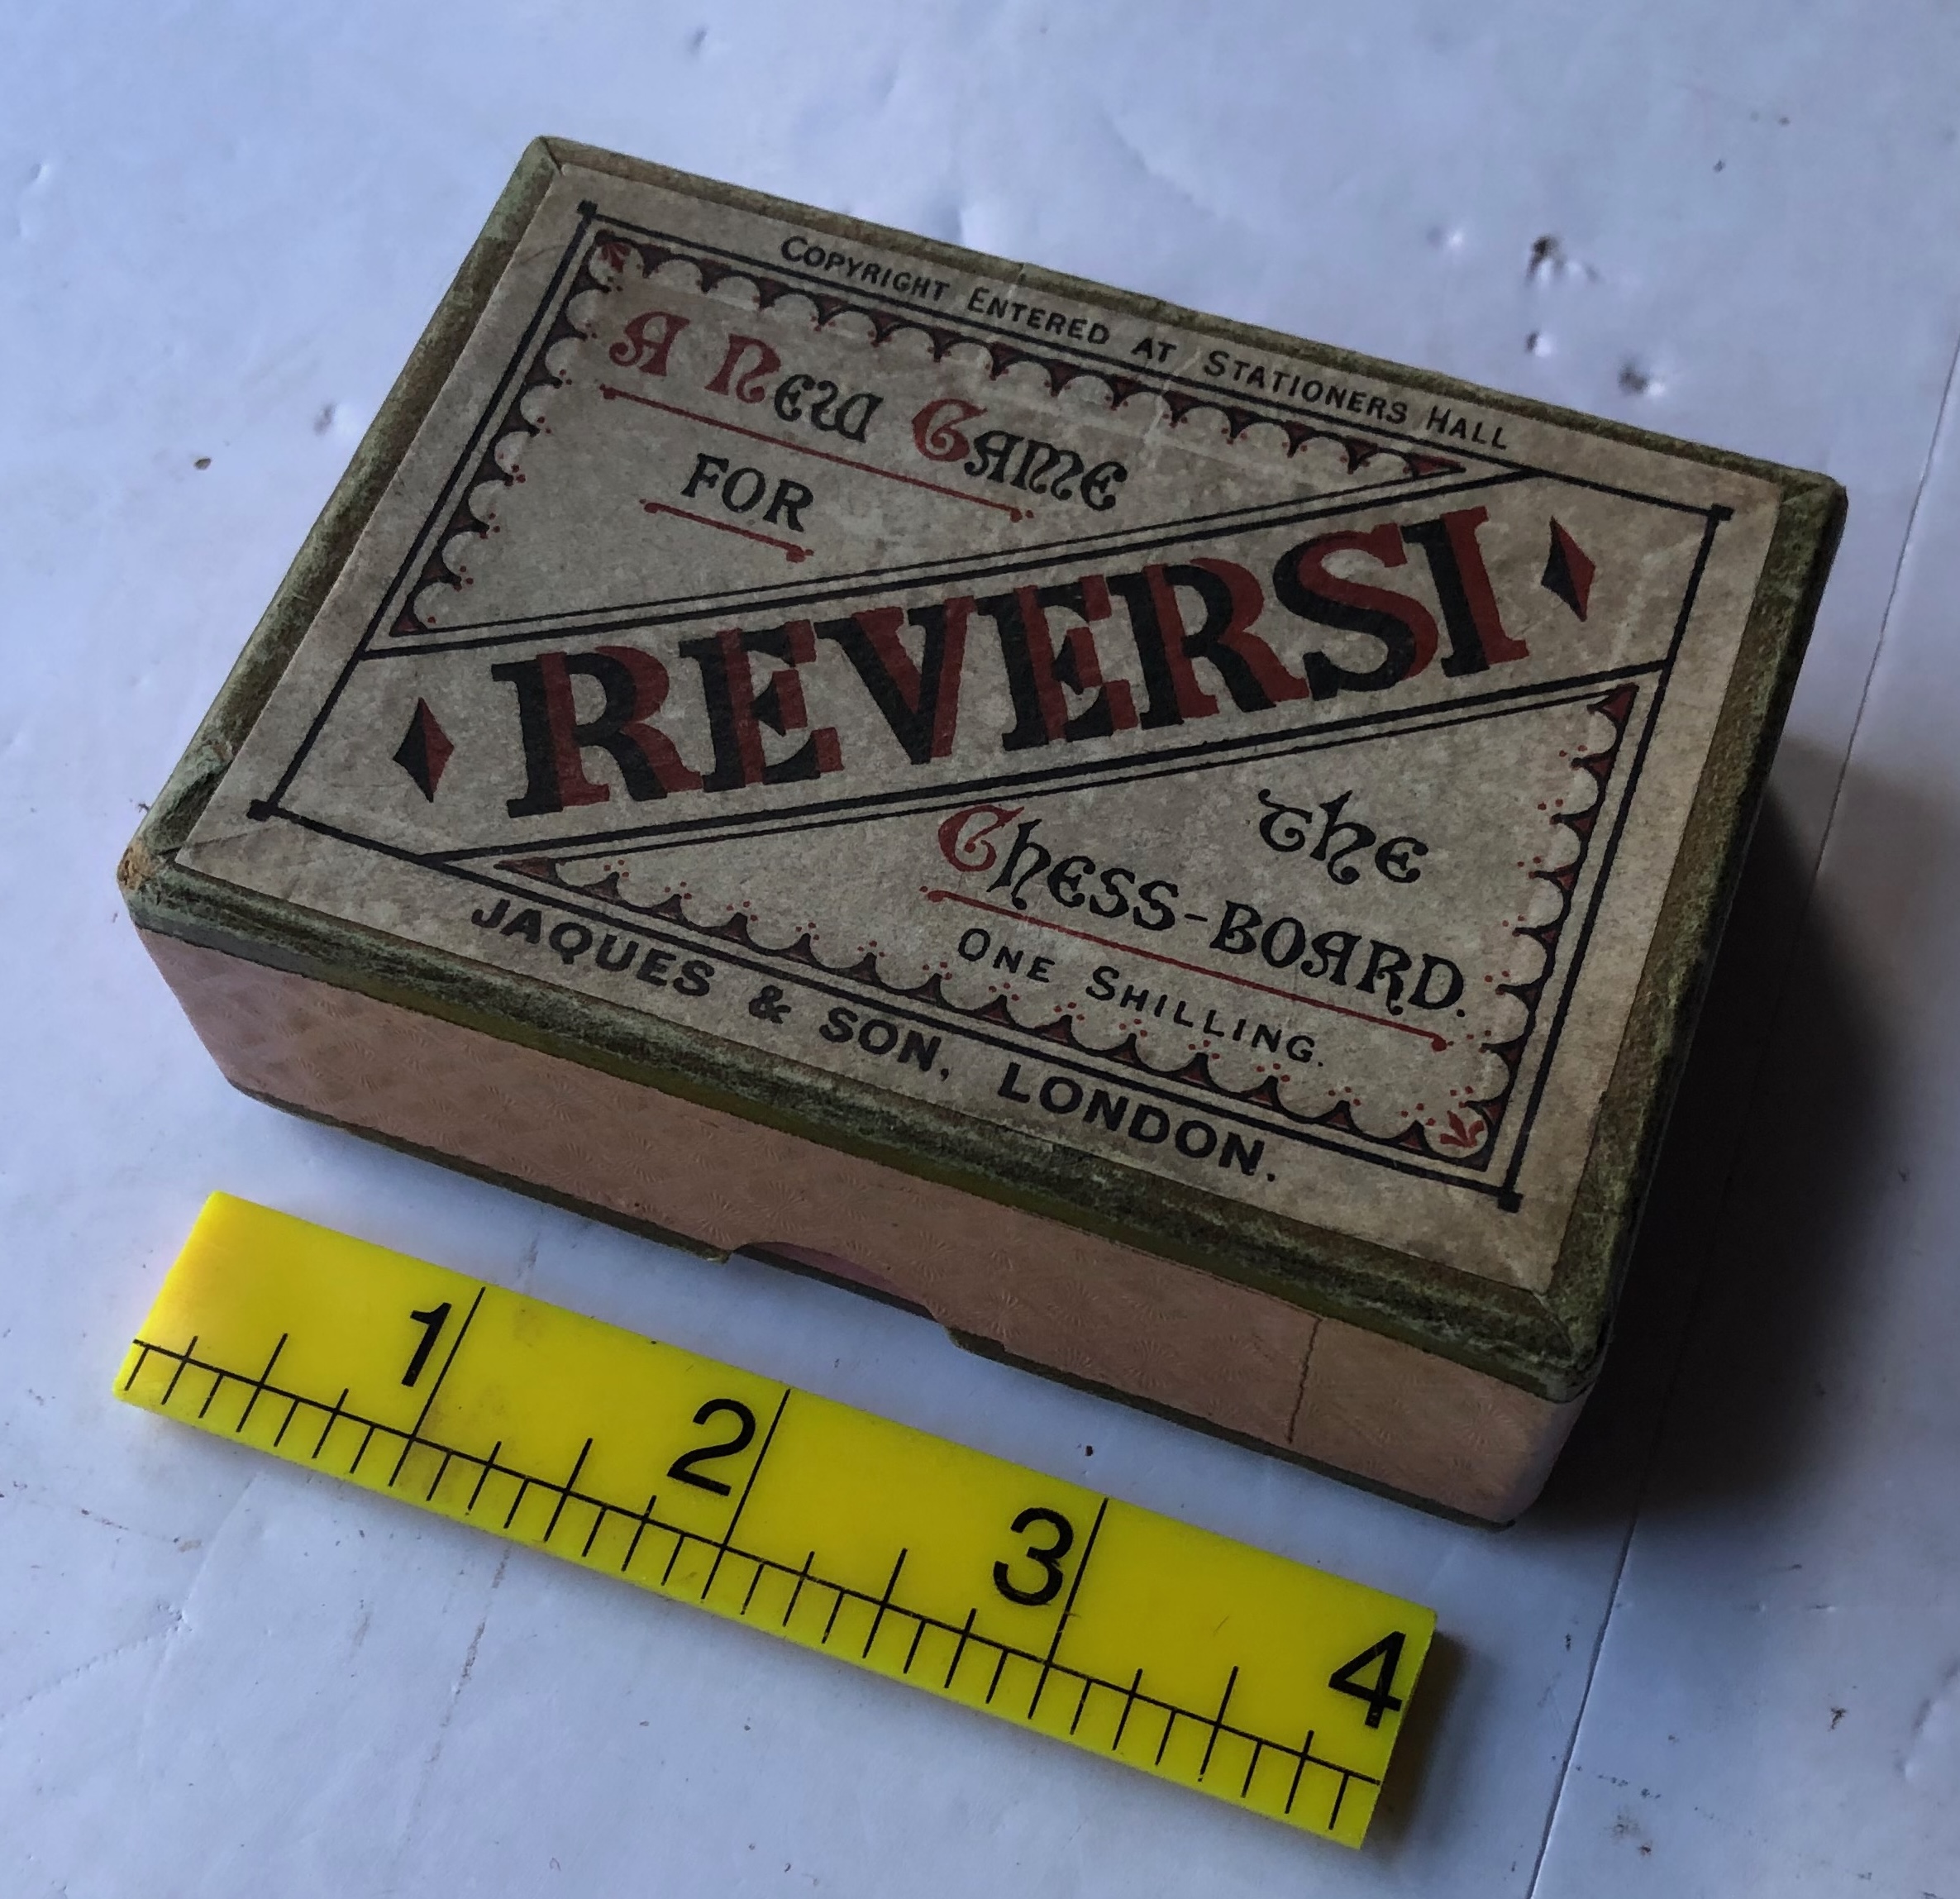 COPYRIGHT ENTERED AT STATIONERS HALL
A NEW GAME
FOR
REVERSI
THE
CHESS-BOARD.
ONE SHILLING.
JAQUES & SON, LONDON.
1 2 3 4